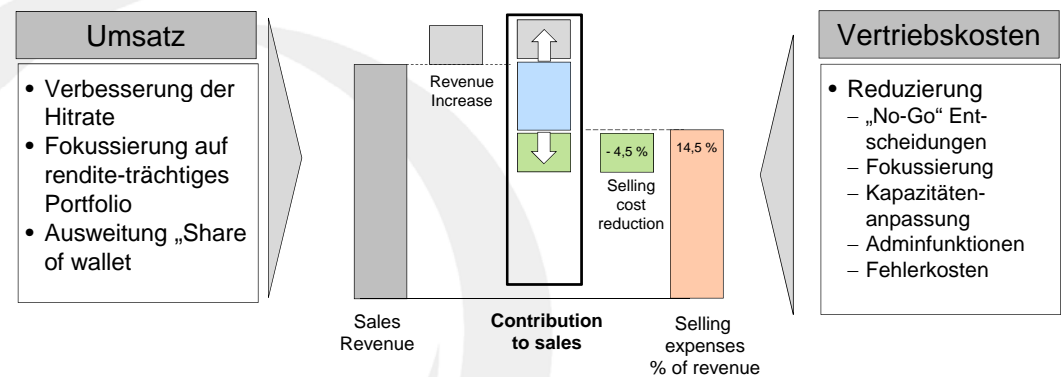 Umsatz
• Verbesserung der
Hitrate
• Fokussierung auf
rendite-trächtiges
Portfolio
• Ausweitung „Share
of wallet
Revenue
Increase
- 4,5 %
Selling
cost
reduction
14,5 %
Sales
Revenue
Contribution
to sales
Selling
expenses
% of revenue
Vertriebskosten
• Reduzierung
– „No-Go“ Ent-
scheidungen
– Fokussierung
– Kapazitäten-
anpassung
– Adminfunktionen
– Fehlerkosten